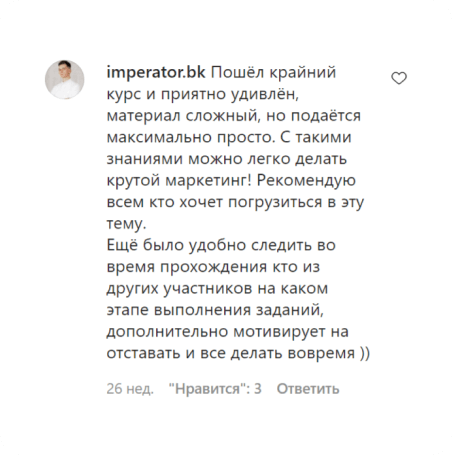 imperator.bk Пошёл крайний
курс и приятно удивлён,
материал сложный, но подаётся
максимально просто. С такими
знаниями можно легко делать
крутой маркетинг! Рекомендую
всем кто хочет погрузиться в эту
тему.
Ещё было удобно следить во
время прохождения кто из
других участников на каком
этапе выполнения заданий,
дополнительно мотивирует на
отставать и все делать вовремя ))
26 нед. "Нравится": 3 Ответить